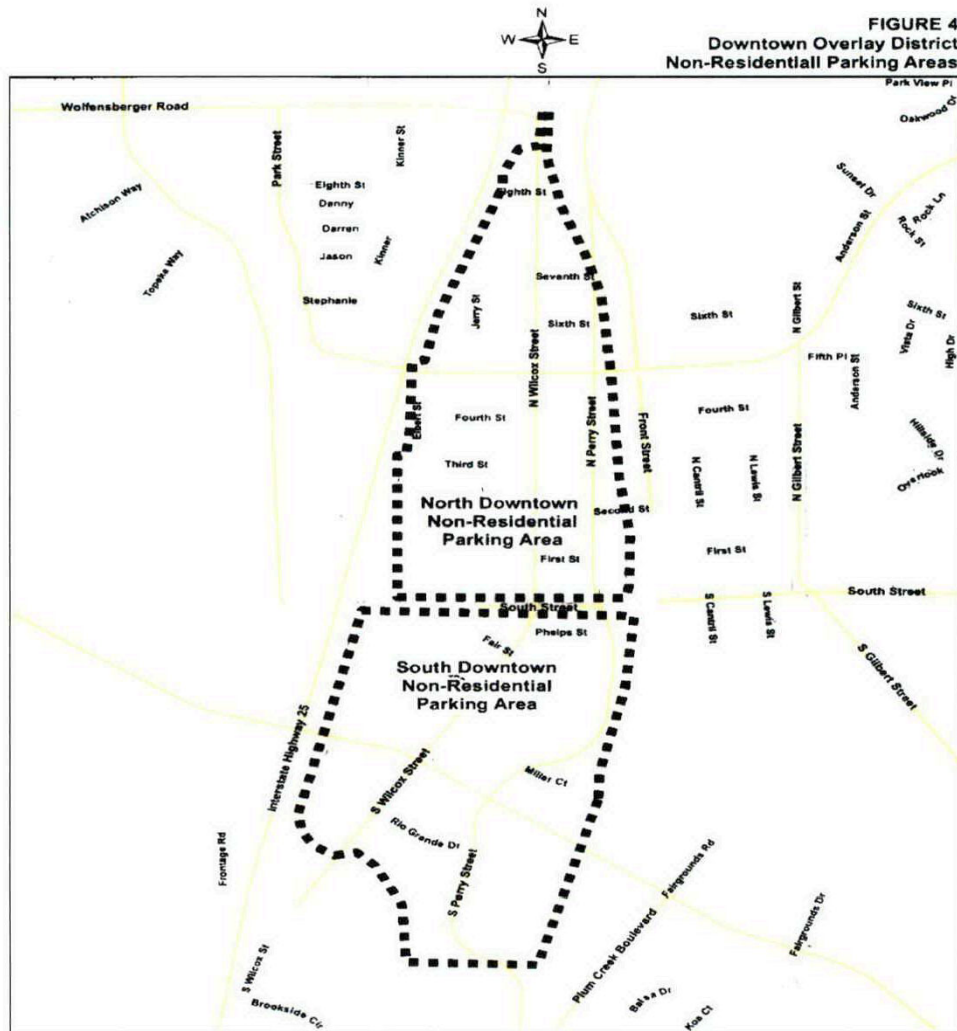 N
W E
S
FIGURE 4
Downtown Overlay District
Non-Residentiall Parking Areas
Park View Pl
Wolfensberger Road
Oakwood Dr
Park Street
Kinner St
Eighth St
Eighth St
Sunset Dr
Rock Ln
Rock St
Anderson St
Atchison Way
Danny
Darren
Jason
Kinner
Topeka Way
Stephanie
Seventh St
Jerry St
Sixth St
Sixth St
N Gilbert St
Sixth St
Vista Dr
High Dr
Fifth Pl
Anderson St
N Wilcox Street
Elbert St
Fourth St
Fourth St
Front Street
N Perry Street
N Gilbert Street
Hillside Dr
Overlook
Third St
N Cantril St
N Lewis St
North Downtown
Non-Residential
Parking Area
Second St
First St
First St
South Street
South Street
S Cantril St
S Lewis St
Phelps St
Fair St
South Downtown
Non-Residential
Parking Area
S Gilbert Street
Interstate Highway 25
S Wilcox Street
Miller Ct
Rio Grande Dr
Frontage Rd
S Perry Street
Fairgrounds Rd
Plum Creek Boulevard
Fairgrounds Dr
S Wilcox St
Brookside Cir
Balsa Dr
Koa Ct